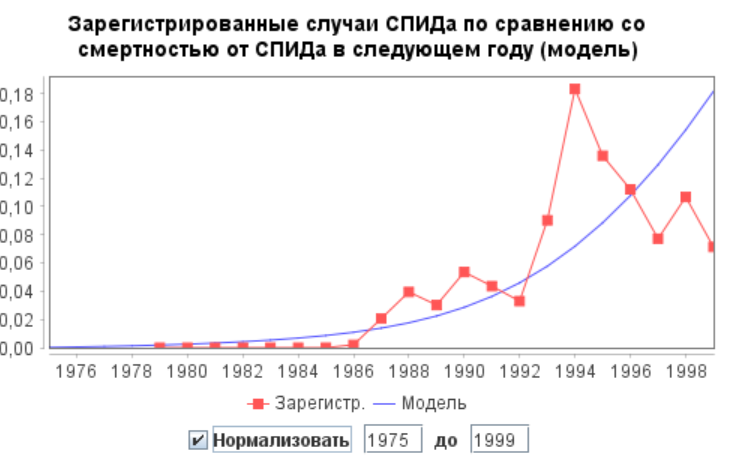 Зарегистрированные случаи СПИДа по сравнению со
смертностью от СПИДа в следующем году (модель)
0,18
0,16
0,14
0,12
0,10
0,08
0,06
0,04
0,02
0,00
1976 1978 1980 1982 1984 1986 1988 1990 1992 1994 1996 1998
Зарегистр. Модель
Нормализовать 1975 до 1999